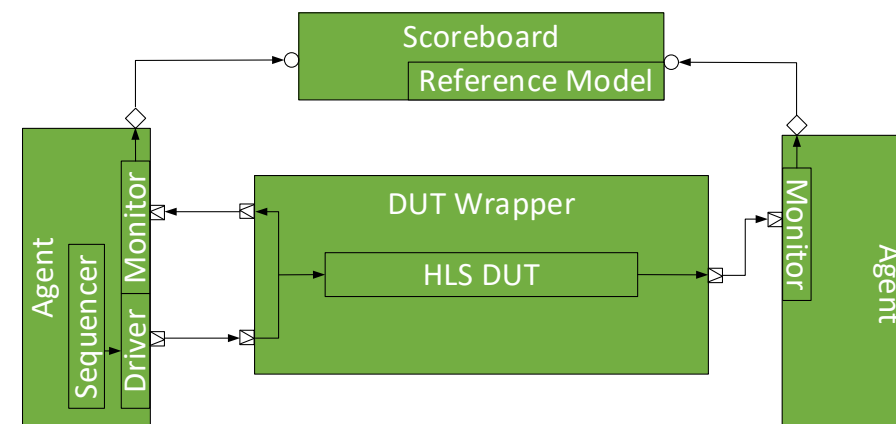 Scoreboard
Reference Model
Agent
Sequencer
Monitor
Driver
DUT Wrapper
HLS DUT
Monitor
Agent